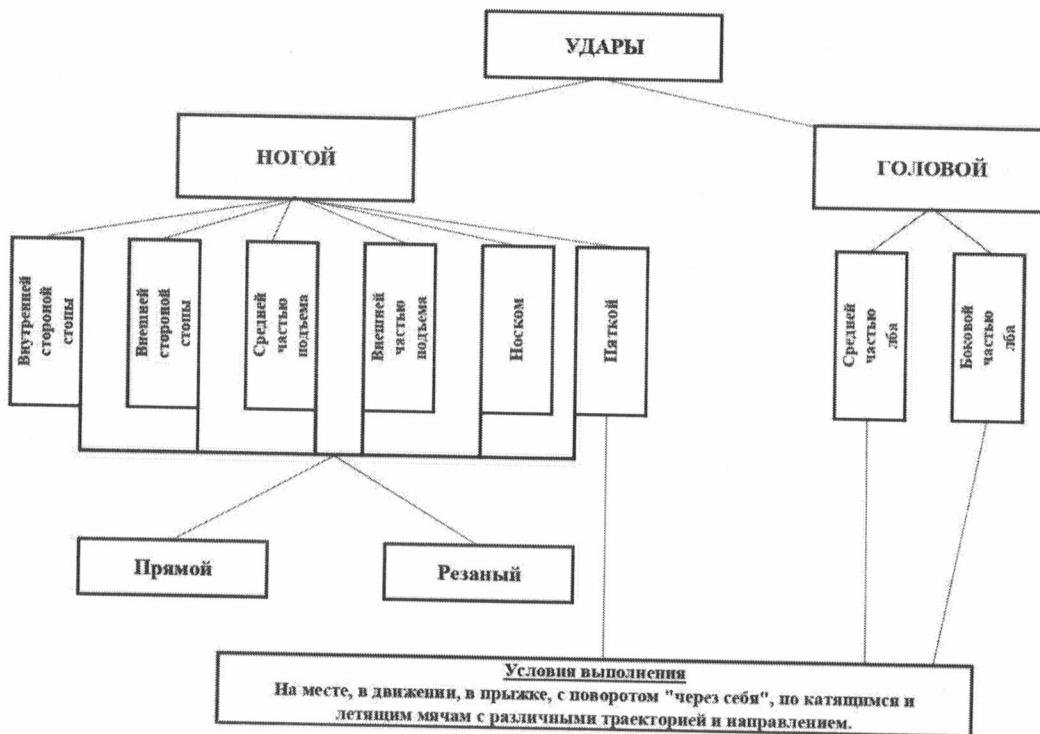 УДАРЫ
НОГОЙ
ГОЛОВОЙ
Внутренней
стороной
стопы
Внешней
стороной
стопы
Средней
частью
подъема
Внешней
частью
подъема
Носком
Пяткой
Средней
частью
лба
Боковой
частью
лба
Прямой
Резаный
Условия выполнения
На месте, в движении, в прыжке, с поворотом "через себя", по катящимся и
летящим мячам с различными траекторией и направлением.